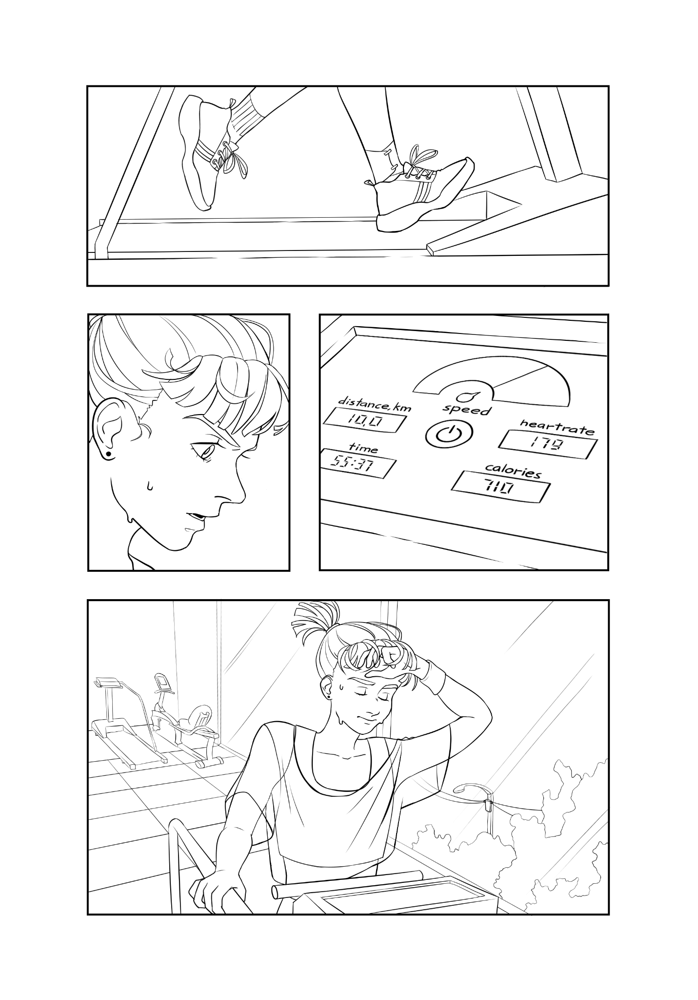 speed
distance, km
10,0
heartrate
179
time
55:37
calories
710